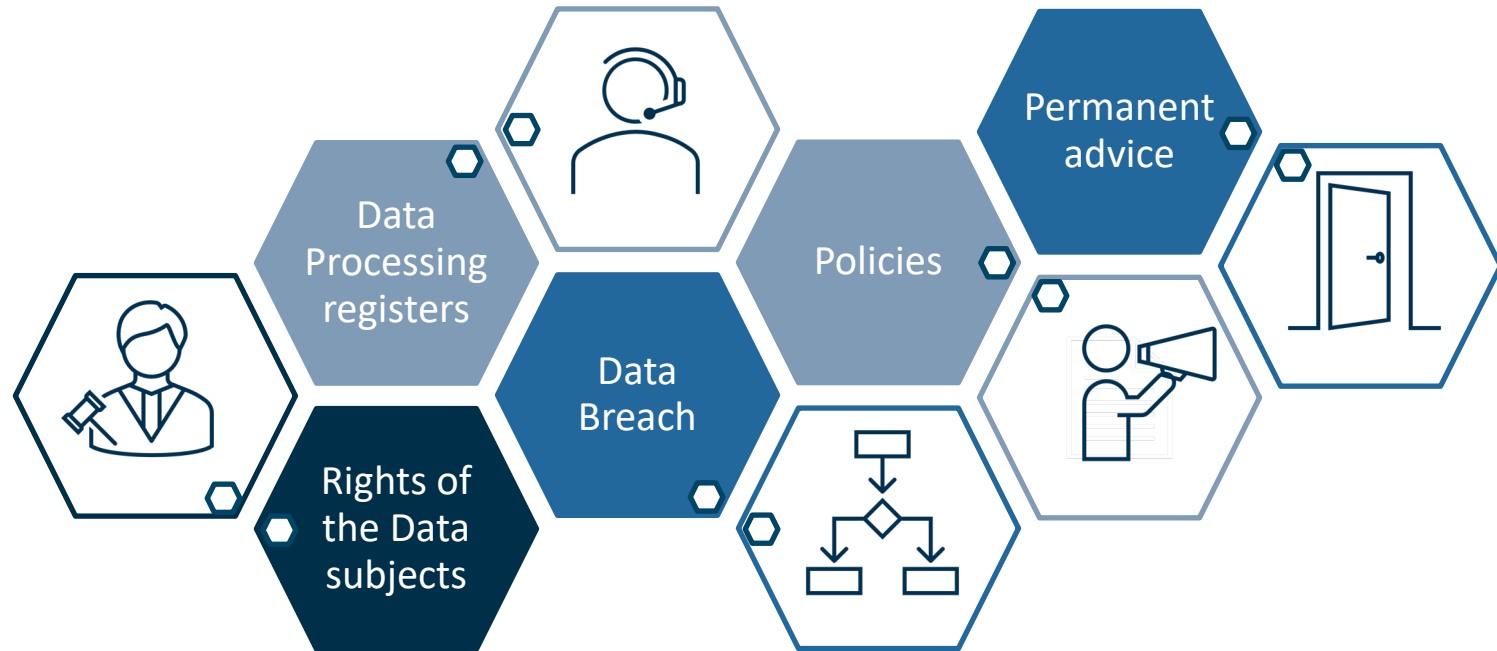 Data
Processing
registers
Rights of
the Data
subjects
Data
Breach
Policies
Permanent
advice